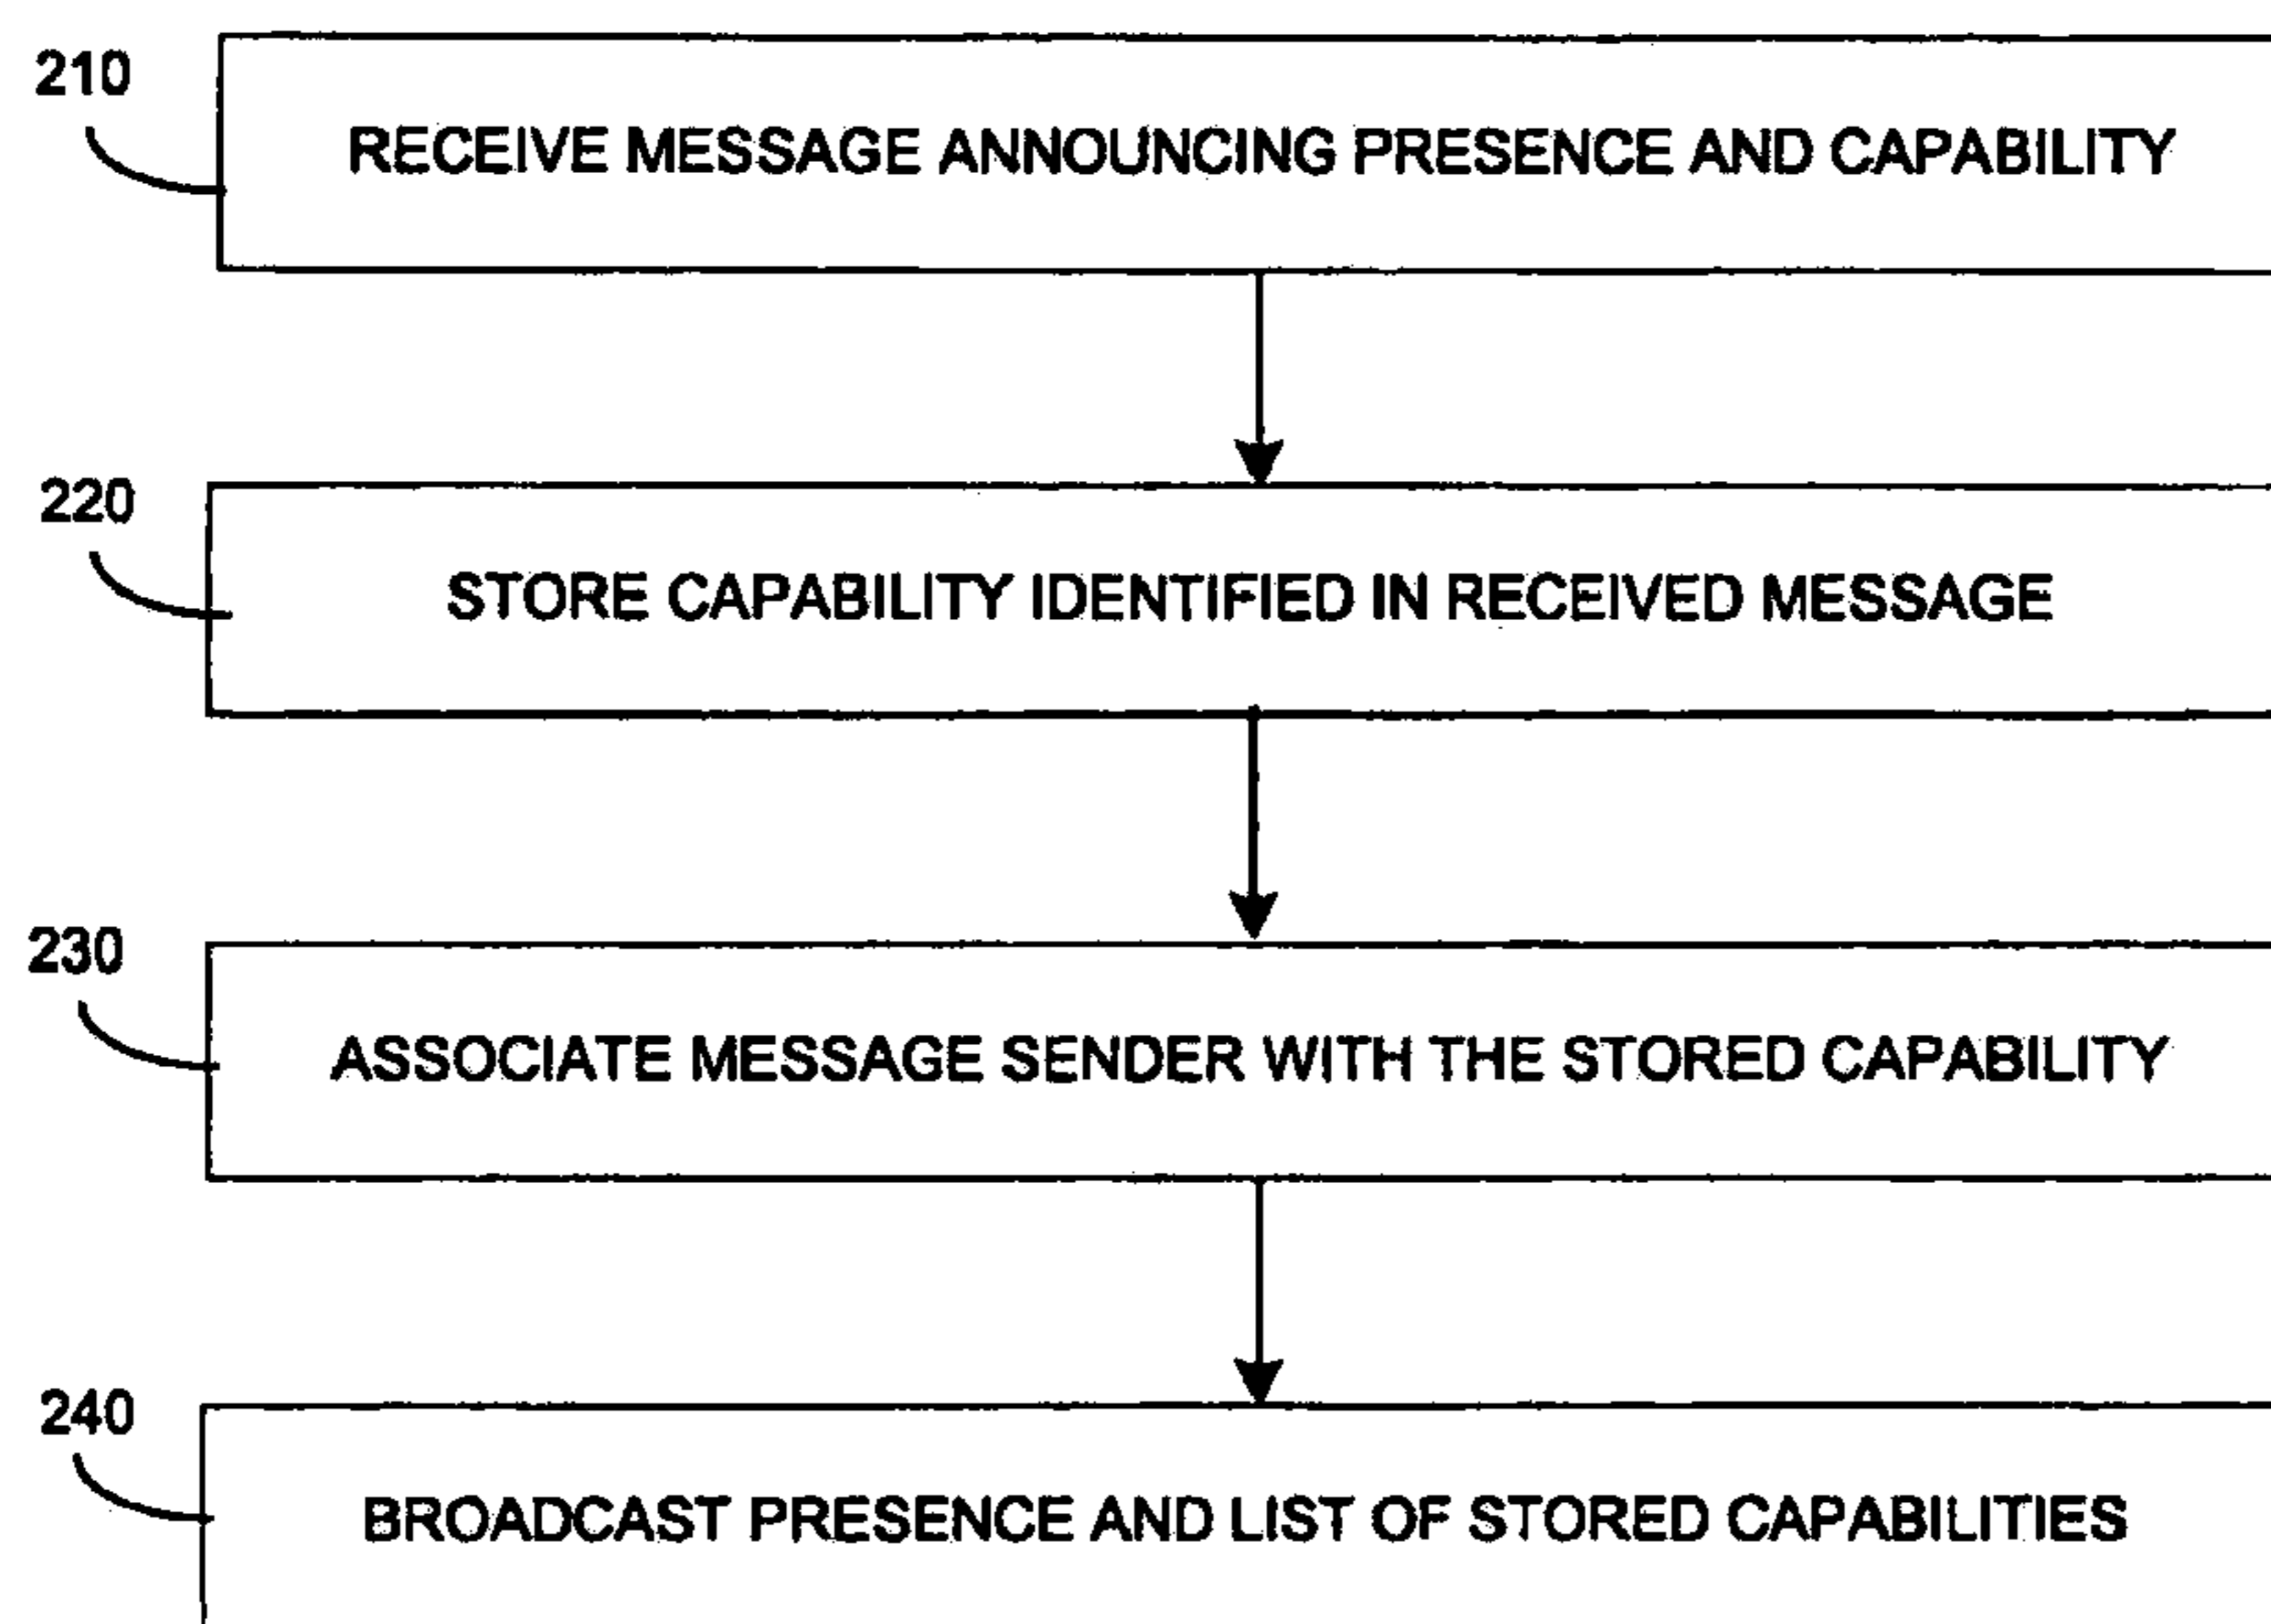 210
RECEIVE MESSAGE ANNOUNCING PRESENCE AND CAPABILITY
220
STORE CAPABILITY IDENTIFIED IN RECEIVED MESSAGE
230
ASSOCIATE MESSAGE SENDER WITH THE STORED CAPABILITY
240
BROADCAST PRESENCE AND LIST OF STORED CAPABILITIES